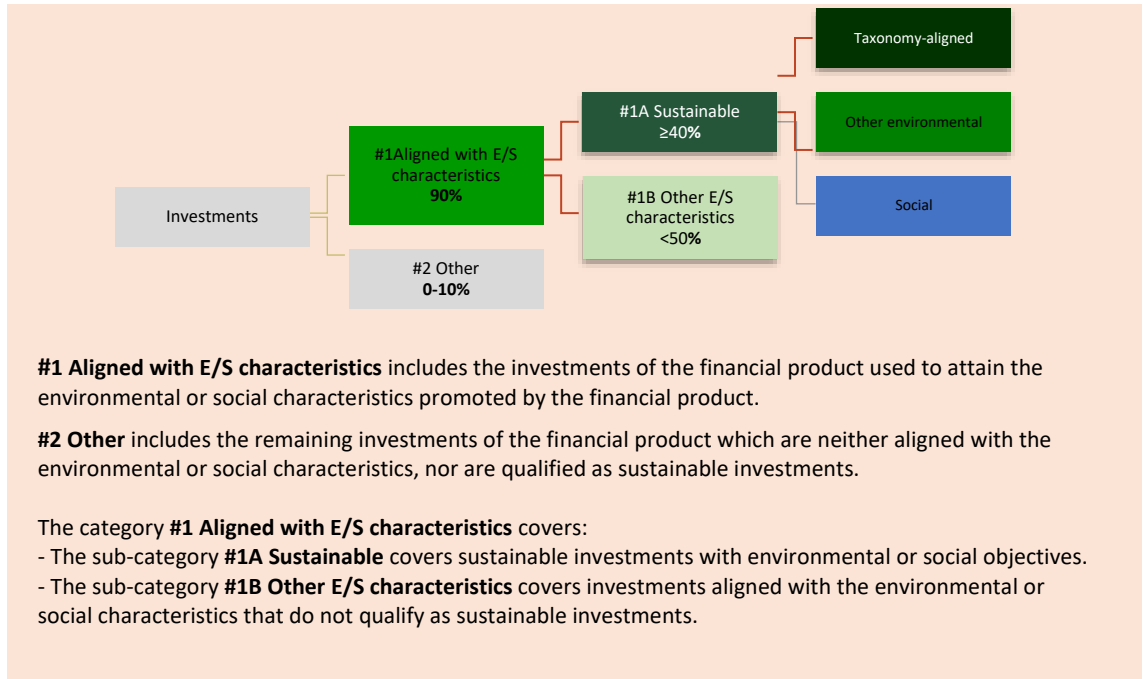 Taxonomy-aligned
#1A Sustainable
≥40%
Other environmental
#1Aligned with E/S
characteristics
90%
#1B Other E/S
characteristics
<50%
Social
Investments
#2 Other
0-10%
#1 Aligned with E/S characteristics includes the investments of the financial product used to attain the
environmental or social characteristics promoted by the financial product.
#2 Other includes the remaining investments of the financial product which are neither aligned with the
environmental or social characteristics, nor are qualified as sustainable investments.
The category #1 Aligned with E/S characteristics covers:
- The sub-category #1A Sustainable covers sustainable investments with environmental or social objectives.
- The sub-category #1B Other E/S characteristics covers investments aligned with the environmental or
social characteristics that do not qualify as sustainable investments.